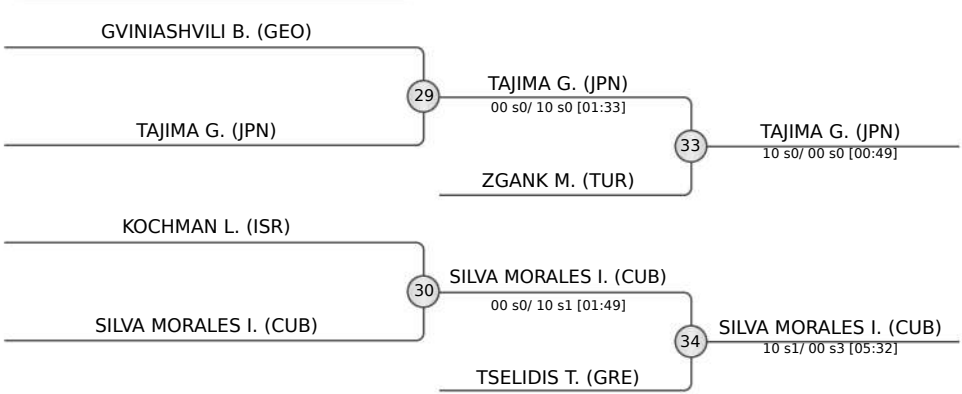 GVINIASHVILI B. (GEO)
29
TAJIMA G. (JPN)
TAJIMA G. (JPN)
00 s0/ 10 s0 [01:33]
33
TAJIMA G. (JPN)
10 s0/ 00 s0 [00:49]
ZGANK M. (TUR)
KOCHMAN L. (ISR)
30
SILVA MORALES I. (CUB)
SILVA MORALES I. (CUB)
00 s0/ 10 s1 [01:49]
34
SILVA MORALES I. (CUB)
10 s1/ 00 s3 [05:32]
TSELIDIS T. (GRE)